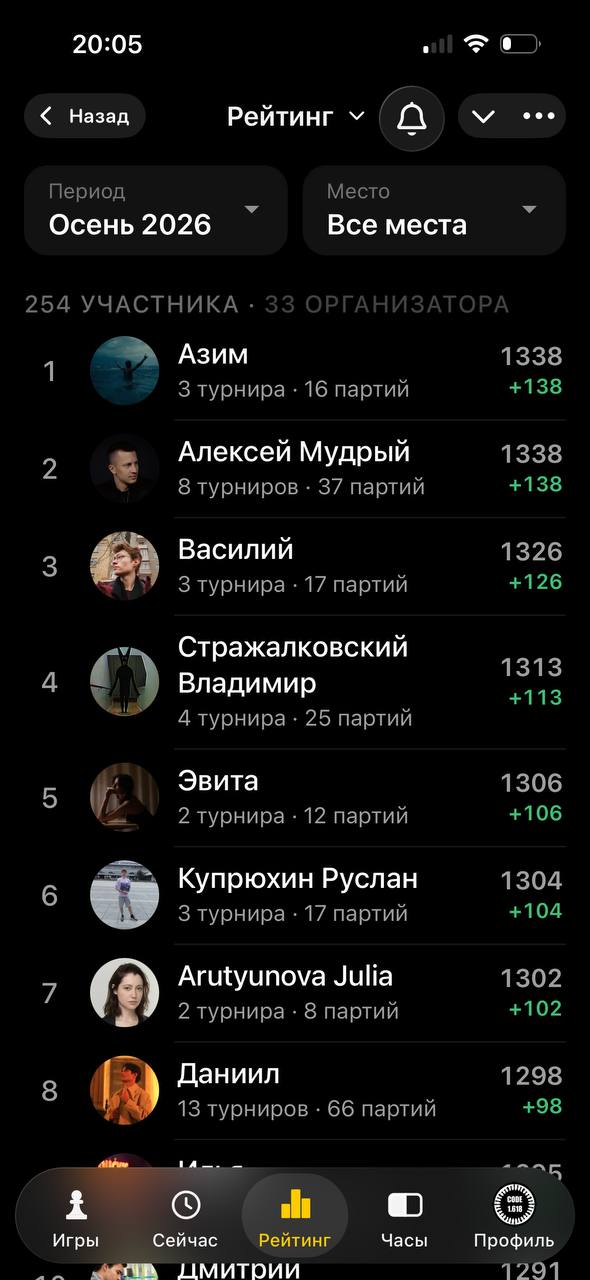 20:05
Назад
Рейтинг
Период
Осень 2026
Место
Все места
254 УЧАСТНИКА · 33 ОРГАНИЗАТОРА
1
Азим
3 турнира · 16 партий
1338
+138
2
Алексей Мудрый
8 турниров · 37 партий
1338
+138
3
Василий
3 турнира · 17 партий
1326
+126
4
Стражалковский
Владимир
4 турнира · 25 партий
1313
+113
5
Эвита
2 турнира · 12 партий
1306
+106
6
Купрюхин Руслан
3 турнира · 17 партий
1304
+104
7
Arutyunova Julia
2 турнира · 8 партий
1302
+102
8
Даниил
13 турниров · 66 партий
1298
+98
CODE
1.618
Игры
Сейчас
Рейтинг
Часы
Профиль
Дмитрий
1291